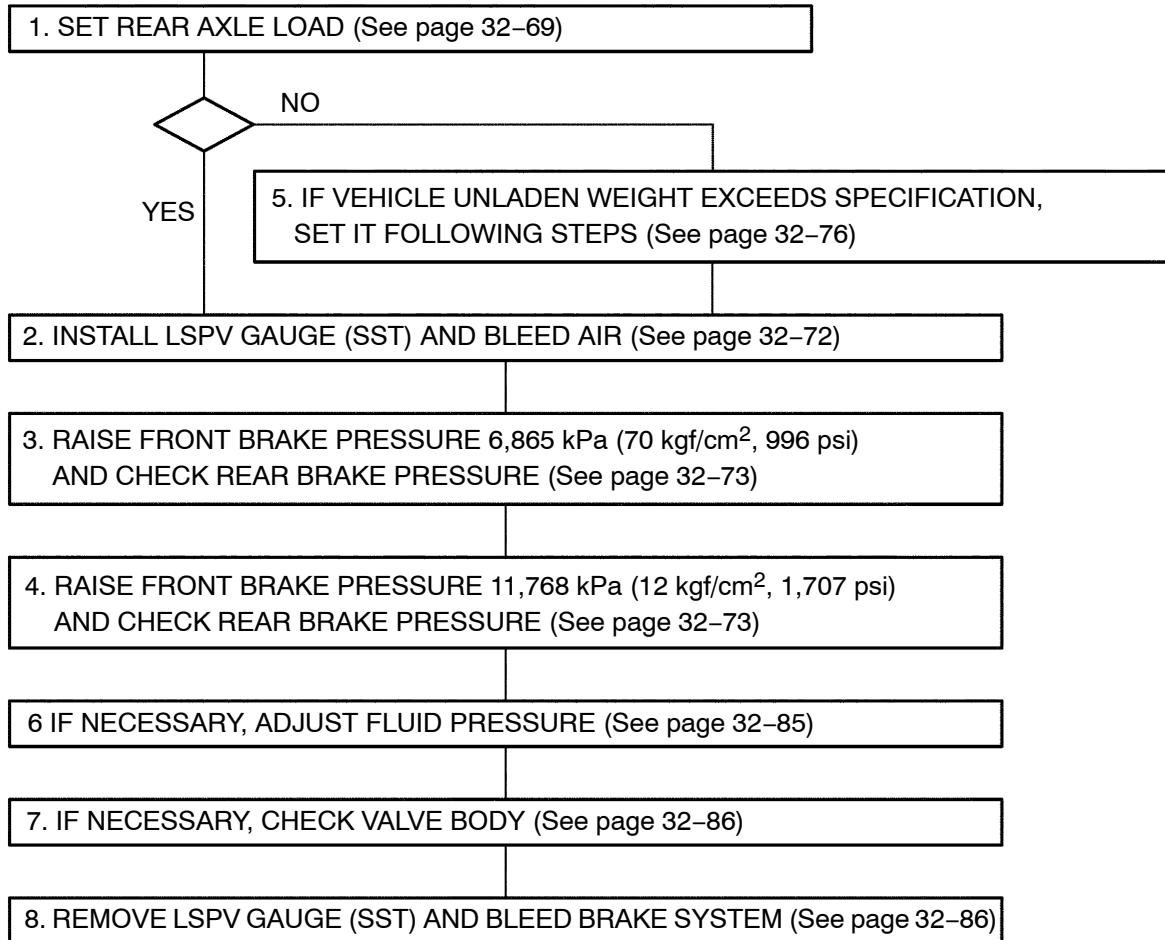 1. SET REAR AXLE LOAD (See page 32–69)
NO
YES
5. IF VEHICLE UNLADEN WEIGHT EXCEEDS SPECIFICATION,
SET IT FOLLOWING STEPS (See page 32–76)
2. INSTALL LSPV GAUGE (SST) AND BLEED AIR (See page 32–72)
3. RAISE FRONT BRAKE PRESSURE 6,865 kPa (70 kgf/cm², 996 psi)
AND CHECK REAR BRAKE PRESSURE (See page 32–73)
4. RAISE FRONT BRAKE PRESSURE 11,768 kPa (12 kgf/cm², 1,707 psi)
AND CHECK REAR BRAKE PRESSURE (See page 32–73)
6 IF NECESSARY, ADJUST FLUID PRESSURE (See page 32–85)
7. IF NECESSARY, CHECK VALVE BODY (See page 32–86)
8. REMOVE LSPV GAUGE (SST) AND BLEED BRAKE SYSTEM (See page 32–86)